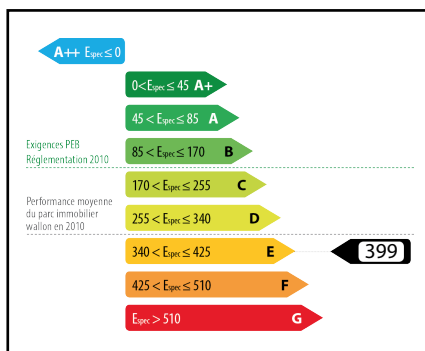 A++ Espec ≤ 0
0 < Espec ≤ 45 A+
45 < Espec ≤ 85 A
Exigences PEB
Réglementation 2010
85 < Espec ≤ 170 B
170 < Espec ≤ 255 C
Performance moyenne
du parc immobilier
wallon en 2010
255 < Espec ≤ 340 D
340 < Espec ≤ 425 E
399
425 < Espec ≤ 510 F
Espec > 510 G